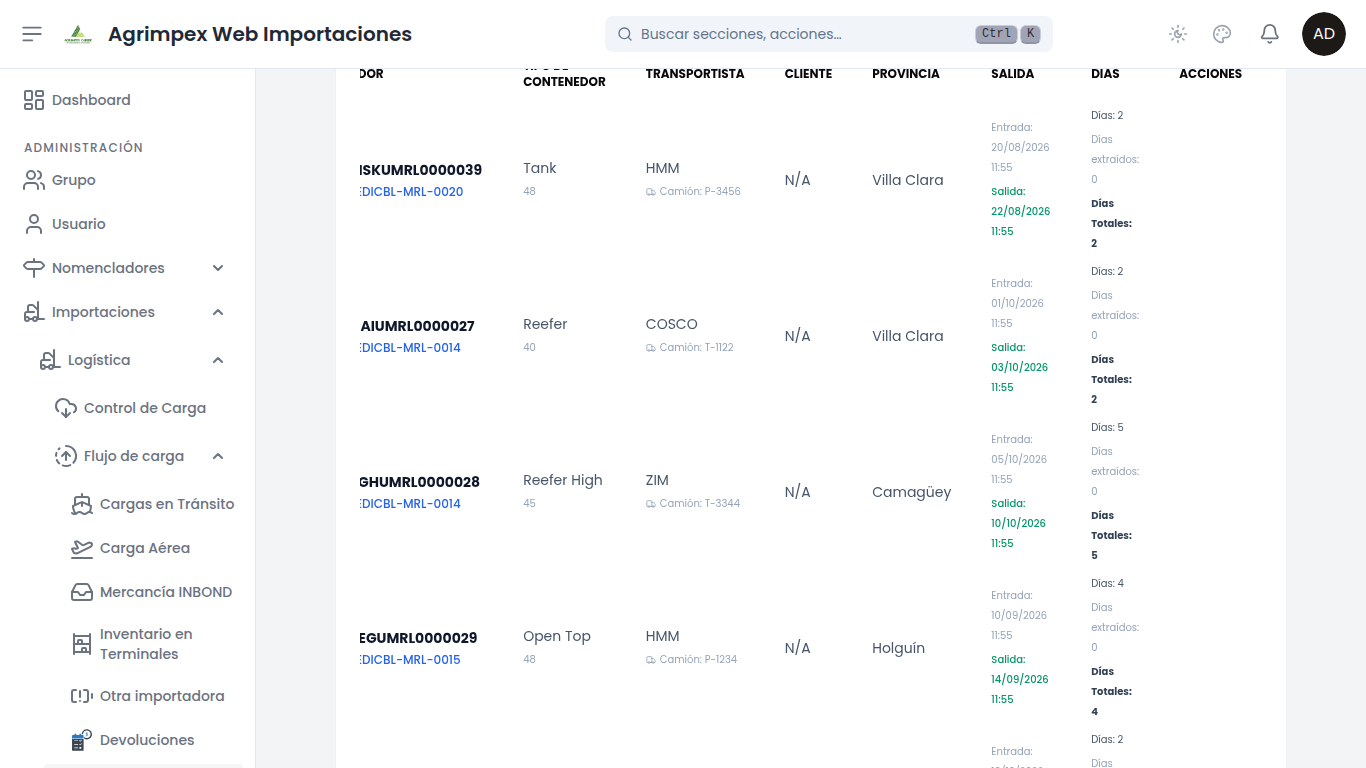 Agrimpex Web Importaciones
Buscar secciones, acciones...
Ctrl K
AD
Dashboard
ADMINISTRACIÓN
Grupo
Usuario
Nomencladores
Importaciones
Logística
Control de Carga
Flujo de carga
Cargas en Tránsito
Carga Aérea
Mercancía INBOND
Inventario en
Terminales
Otra importadora
Devoluciones
DOR
CONTENEDOR
TRANSPORTISTA
CLIENTE
PROVINCIA
SALIDA
DÍAS
ACCIONES
SKUMRL0000039
EDICBL-MRL-0020
Tank
48
HMM
Camión: P-3456
N/A
Villa Clara
Entrada:
20/08/2026
11:55
Salida:
22/08/2026
11:55
Días: 2
Días
extraídos:
0
Días
Totales:
2
AIUMRL0000027
EDICBL-MRL-0014
Reefer
40
COSCO
Camión: T-1122
N/A
Villa Clara
Entrada:
01/10/2026
11:55
Salida:
03/10/2026
11:55
Días: 2
Días
extraídos:
0
Días
Totales:
2
GHUMRL0000028
EDICBL-MRL-0014
Reefer High
45
ZIM
Camión: T-3344
N/A
Camagüey
Entrada:
05/10/2026
11:55
Salida:
10/10/2026
11:55
Días: 5
Días
extraídos:
0
Días
Totales:
5
EGUMRL0000029
EDICBL-MRL-0015
Open Top
48
HMM
Camión: P-1234
N/A
Holguín
Entrada:
10/09/2026
11:55
Salida:
14/09/2026
11:55
Días: 4
Días
extraídos:
0
Días
Totales:
4
Entrada:
Días: 2
Días